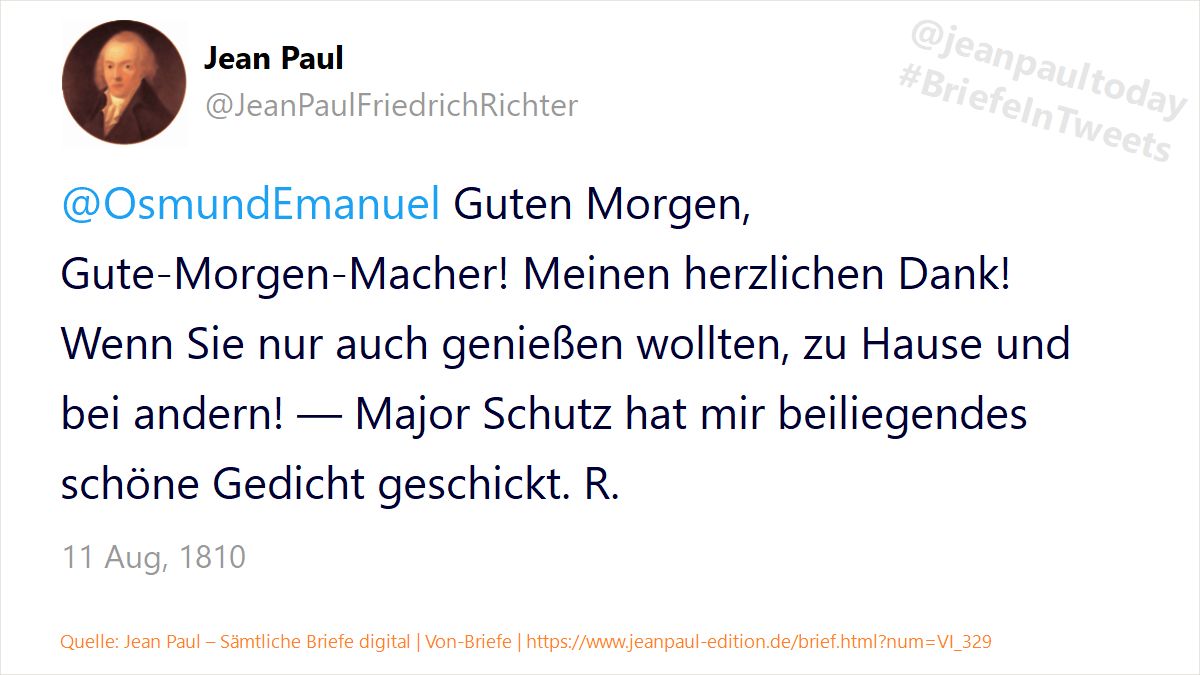 Jean Paul
@JeanPaulFriedrichRichter
@jeanpaultoday
#BriefeInTweets
@OsmundEmanuel Guten Morgen,
Gute-Morgen-Macher! Meinen herzlichen Dank!
Wenn Sie nur auch genießen wollten, zu Hause und
bei andern! — Major Schutz hat mir beiliegendes
schöne Gedicht geschickt. R.
11 Aug, 1810
Quelle: Jean Paul – Sämtliche Briefe digital | Von-Briefe | https://www.jeanpaul-edition.de/brief.html?num=VI_329